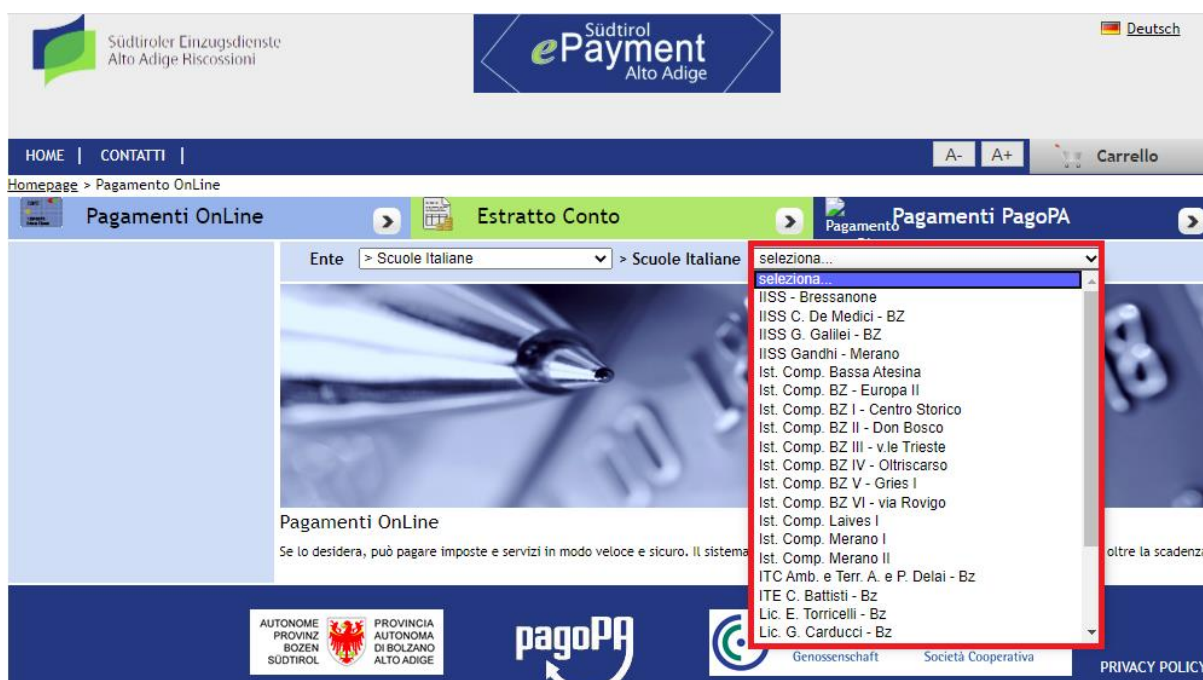 Südtiroler Einzugsdienste
Alto Adige Riscossioni
Südtirol
ePayment
Alto Adige
Deutsch
HOME | CONTATTI |
A- A+ Carrello
Homepage > Pagamento OnLine
Pagamenti OnLine
Estratto Conto
Pagamento
Pagamenti PagoPA
Ente > Scuole Italiane > Scuole Italiane seleziona...
seleziona...
IISS - Bressanone
IISS C. De Medici - BZ
IISS G. Galilei - BZ
IISS Gandhi - Merano
Ist. Comp. Bassa Atesina
Ist. Comp. BZ - Europa II
Ist. Comp. BZ I - Centro Storico
Ist. Comp. BZ II - Don Bosco
Ist. Comp. BZ III - v.le Trieste
Ist. Comp. BZ IV - Oltriscarso
Ist. Comp. BZ V - Gries I
Ist. Comp. BZ VI - via Rovigo
Ist. Comp. Laives I
Ist. Comp. Merano I
Ist. Comp. Merano II
ITC Amb. e Terr. A. e P. Delai - Bz
ITE C. Battisti - Bz
Lic. E. Torricelli - Bz
Lic. G. Carducci - Bz
Pagamenti OnLine
Se lo desidera, può pagare imposte e servizi in modo veloce e sicuro. Il sistema
oltre la scadenza
AUTONOME
PROVINZ
BOZEN
SÜDTIROL
PROVINCIA
AUTONOMA
DI BOLZANO
ALTO ADIGE
pagoPA
Genossenschaft Società Cooperativa
PRIVACY POLICY